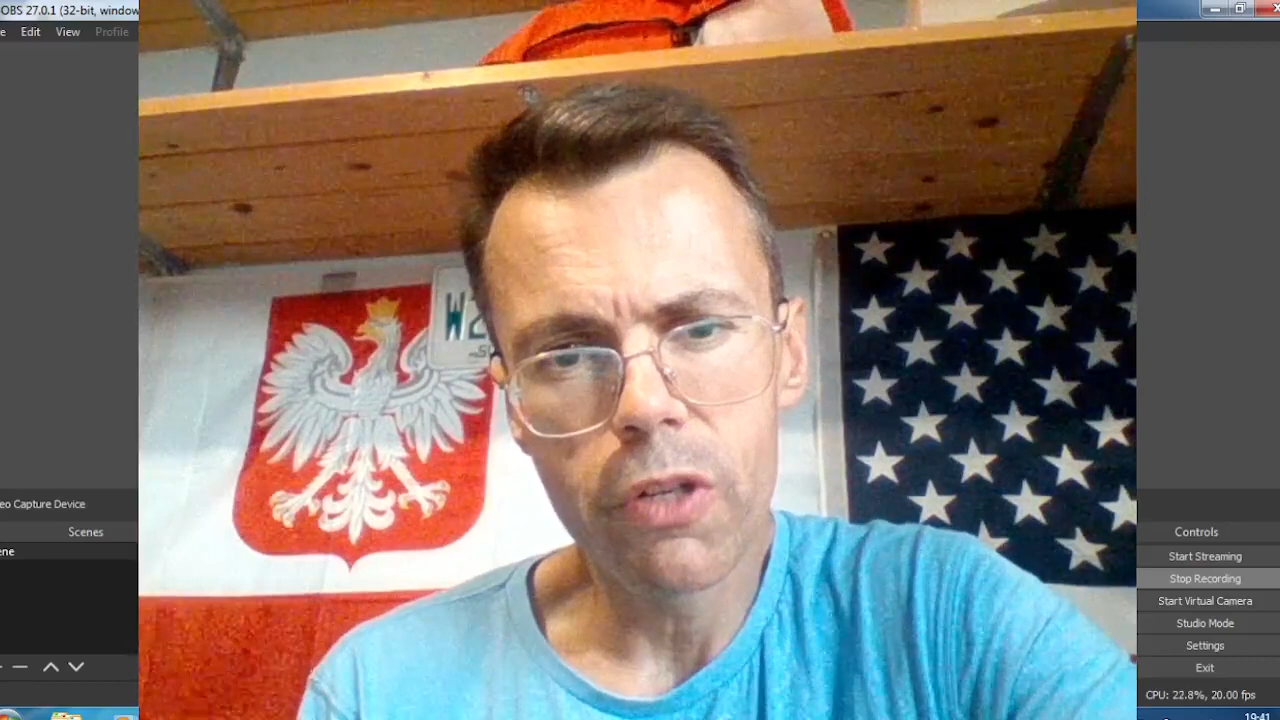 OBS 27.0.1 (32-bit, window
Edit View Profile
W2
eo Capture Device
Scenes
ene
Controls
Start Streaming
Stop Recording
Start Virtual Camera
Studio Mode
Settings
Exit
CPU: 22.8%, 20.00 fps
19:41